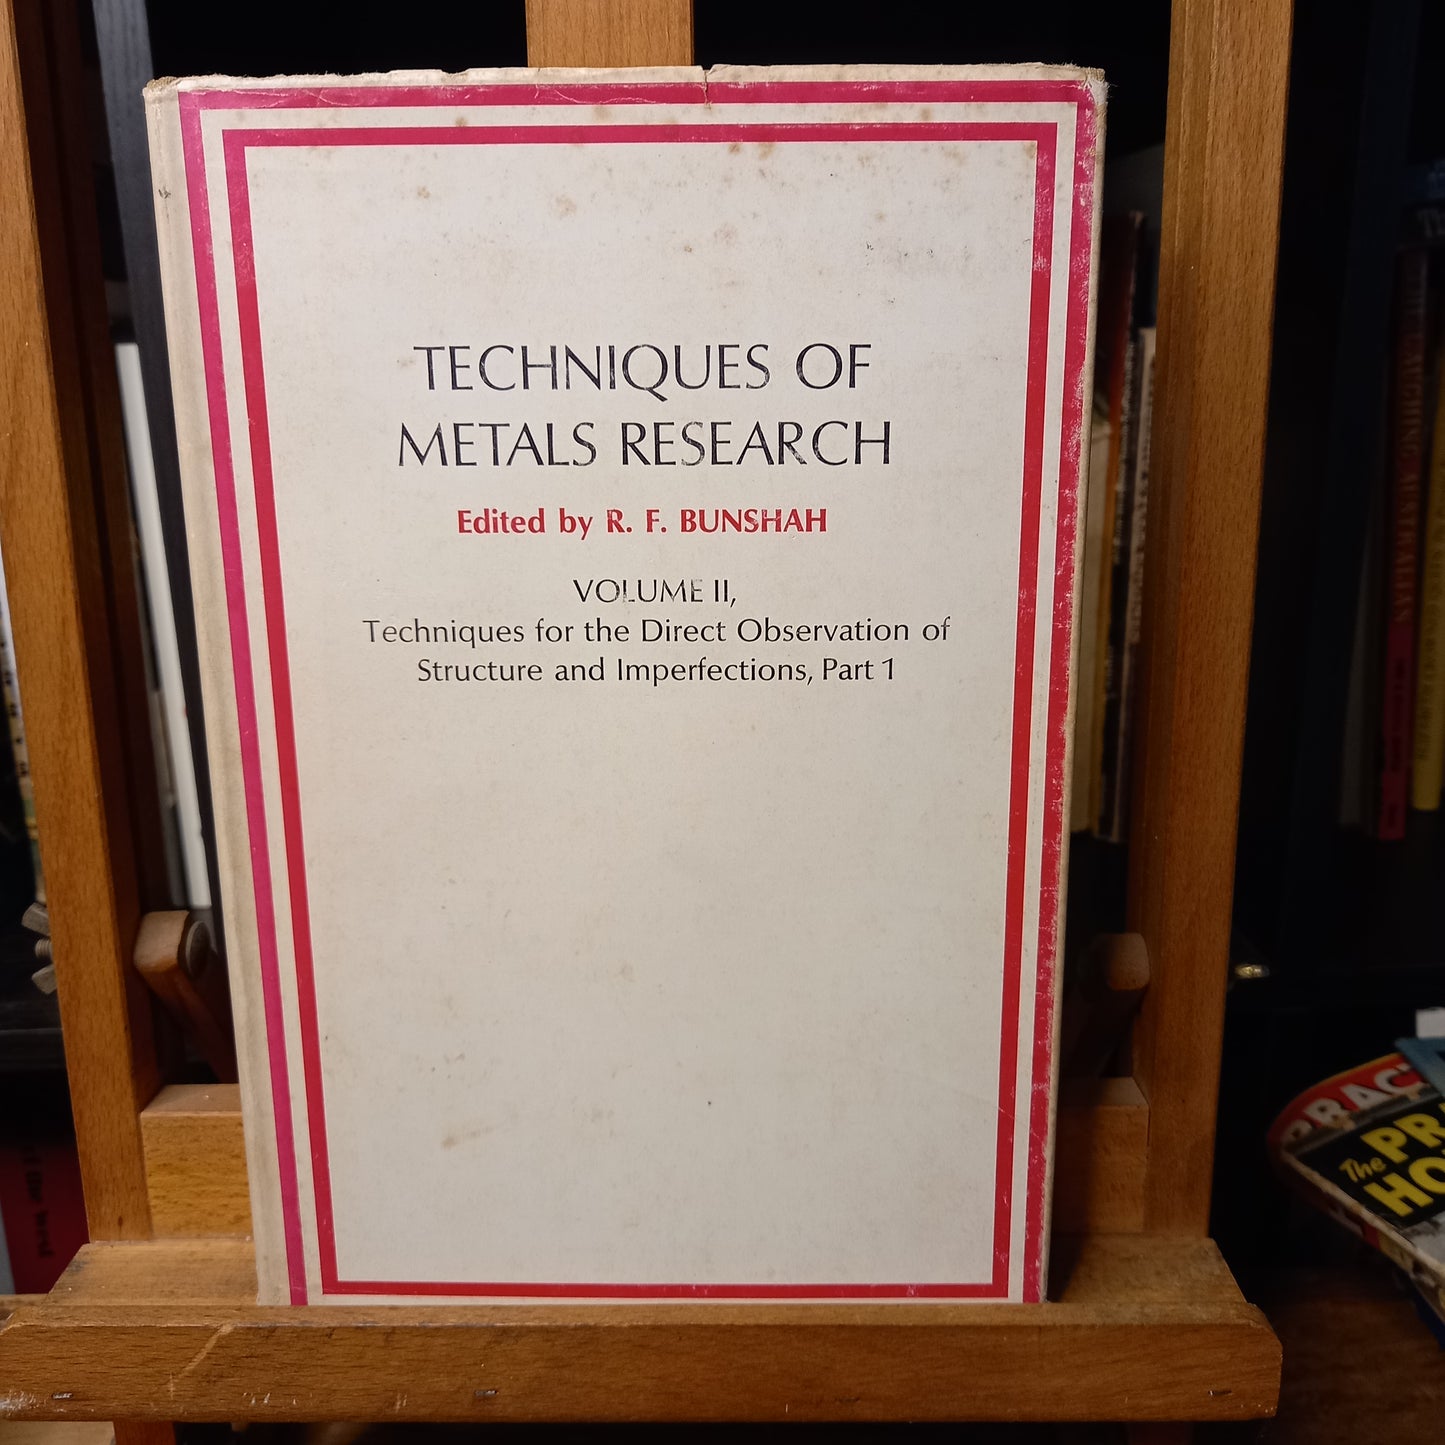 TECHNIQUES OF
METALS RESEARCH
Edited by R. F. BUNSHAH
VOLUME II,
Techniques for the Direct Observation of
Structure and Imperfections, Part 1
The